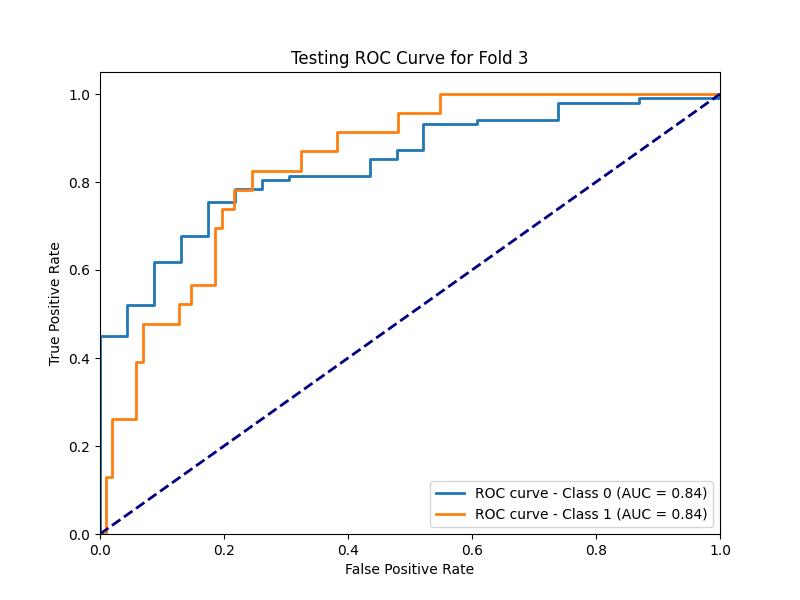 Testing ROC Curve for Fold 3
True Positive Rate
1.0
0.8
0.6
0.4
0.2
0.0
ROC curve - Class 0 (AUC = 0.84)
ROC curve - Class 1 (AUC = 0.84)
0.0 0.2 0.4 0.6 0.8 1.0
False Positive Rate